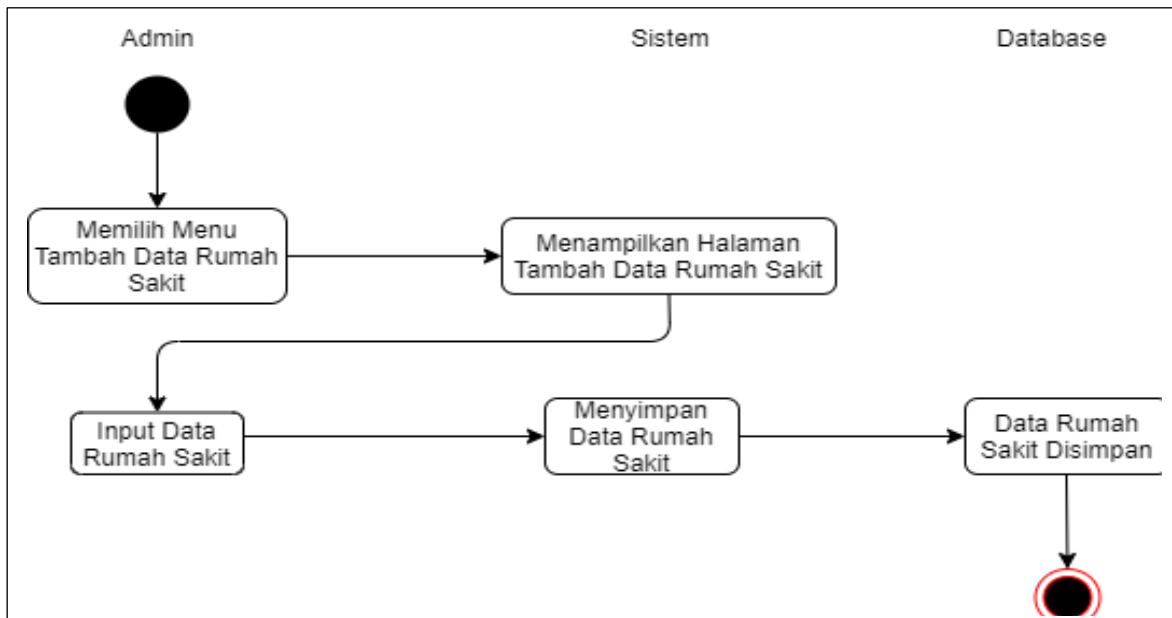 Admin
Sistem
Database
Memilih Menu
Tambah Data Rumah
Sakit
Menampilkan Halaman
Tambah Data Rumah Sakit
Input Data
Rumah Sakit
Menyimpan
Data Rumah
Sakit
Data Rumah
Sakit Disimpan